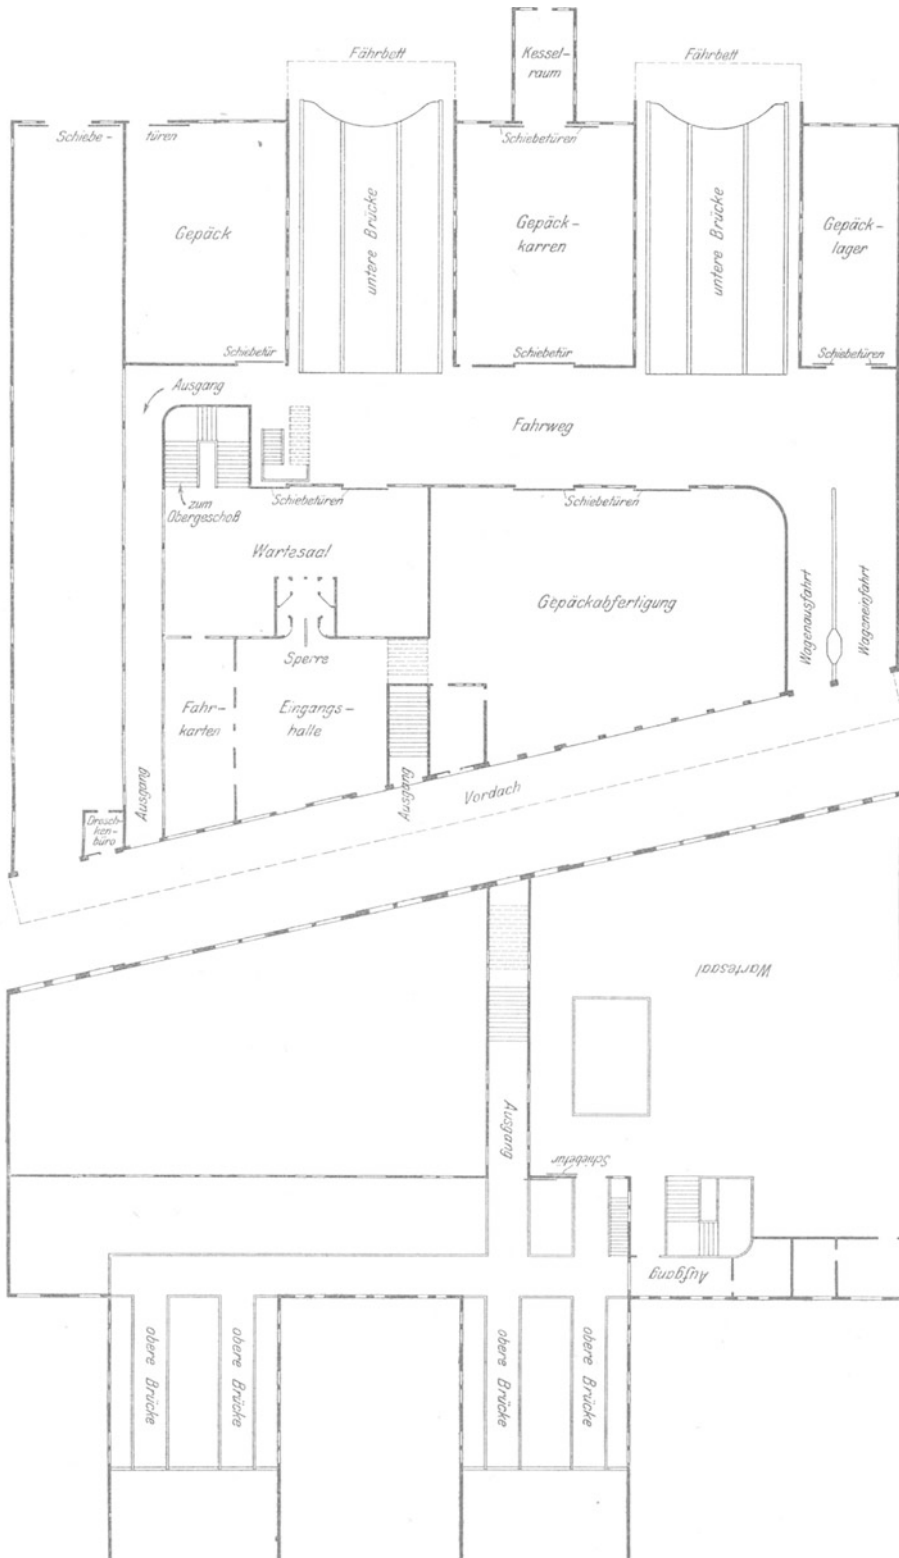 Fährbett
Kessel-
raum
Fährbett
Schiebe-
türen
Schiebetüren
Gepäck
untere Brücke
Gepäck-
karren
untere Brücke
Gepäck-
lager
Schiebetür
Schiebetür
Schiebetüren
Ausgang
Fahrweg
zum
Obergeschoß
Schiebetüren
Schiebetüren
Wartesaal
Gepäckabfertigung
Wagenausfahrt
Wageneinfahrt
Sperre
Fahr-
karten
Eingangs-
halle
Ausgang
Ausgang
Vordach
Drosch-
ken-
büro
Wartesaal
Ausgang
Schiebetür
Aufgang
obere Brücke
obere Brücke
obere Brücke
obere Brücke